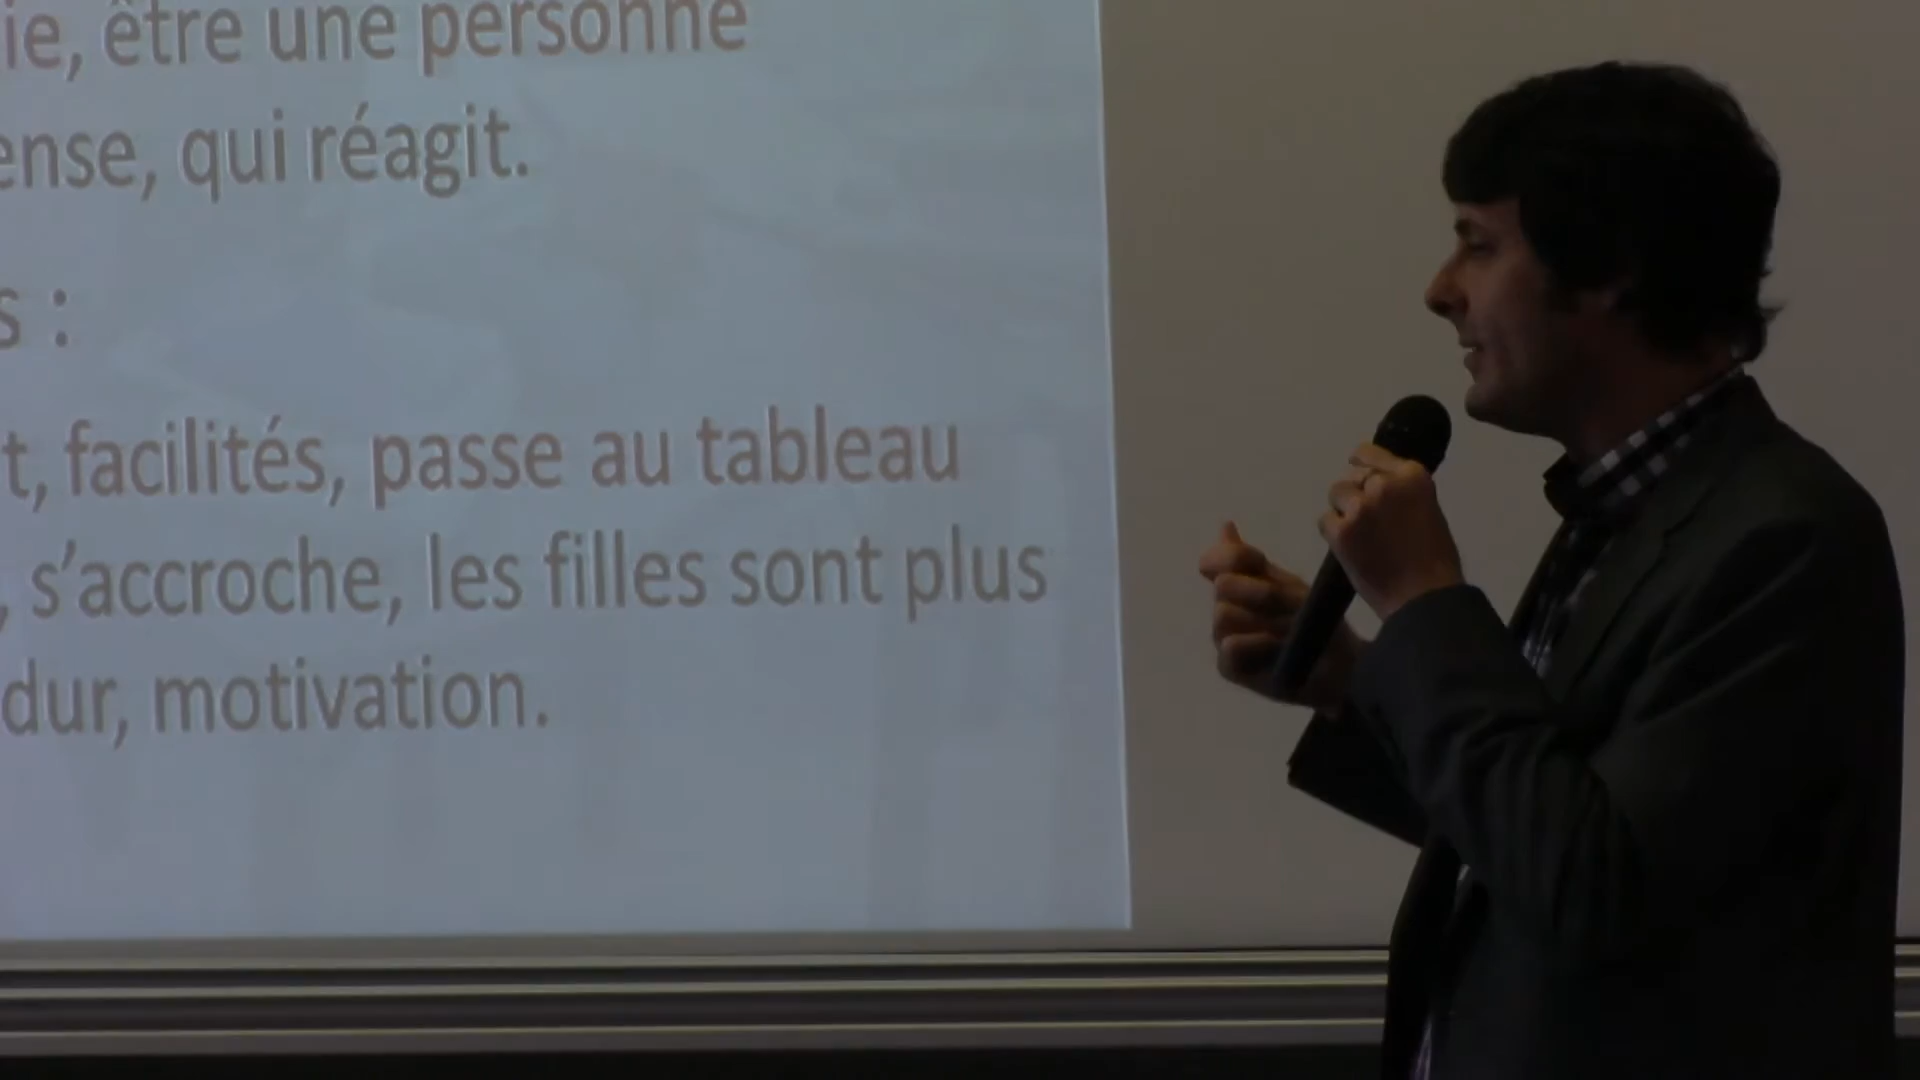 ie, être une personne
ense, qui réagit.
s :
t, facilités, passe au tableau
, s'accroche, les filles sont plus
dur, motivation.